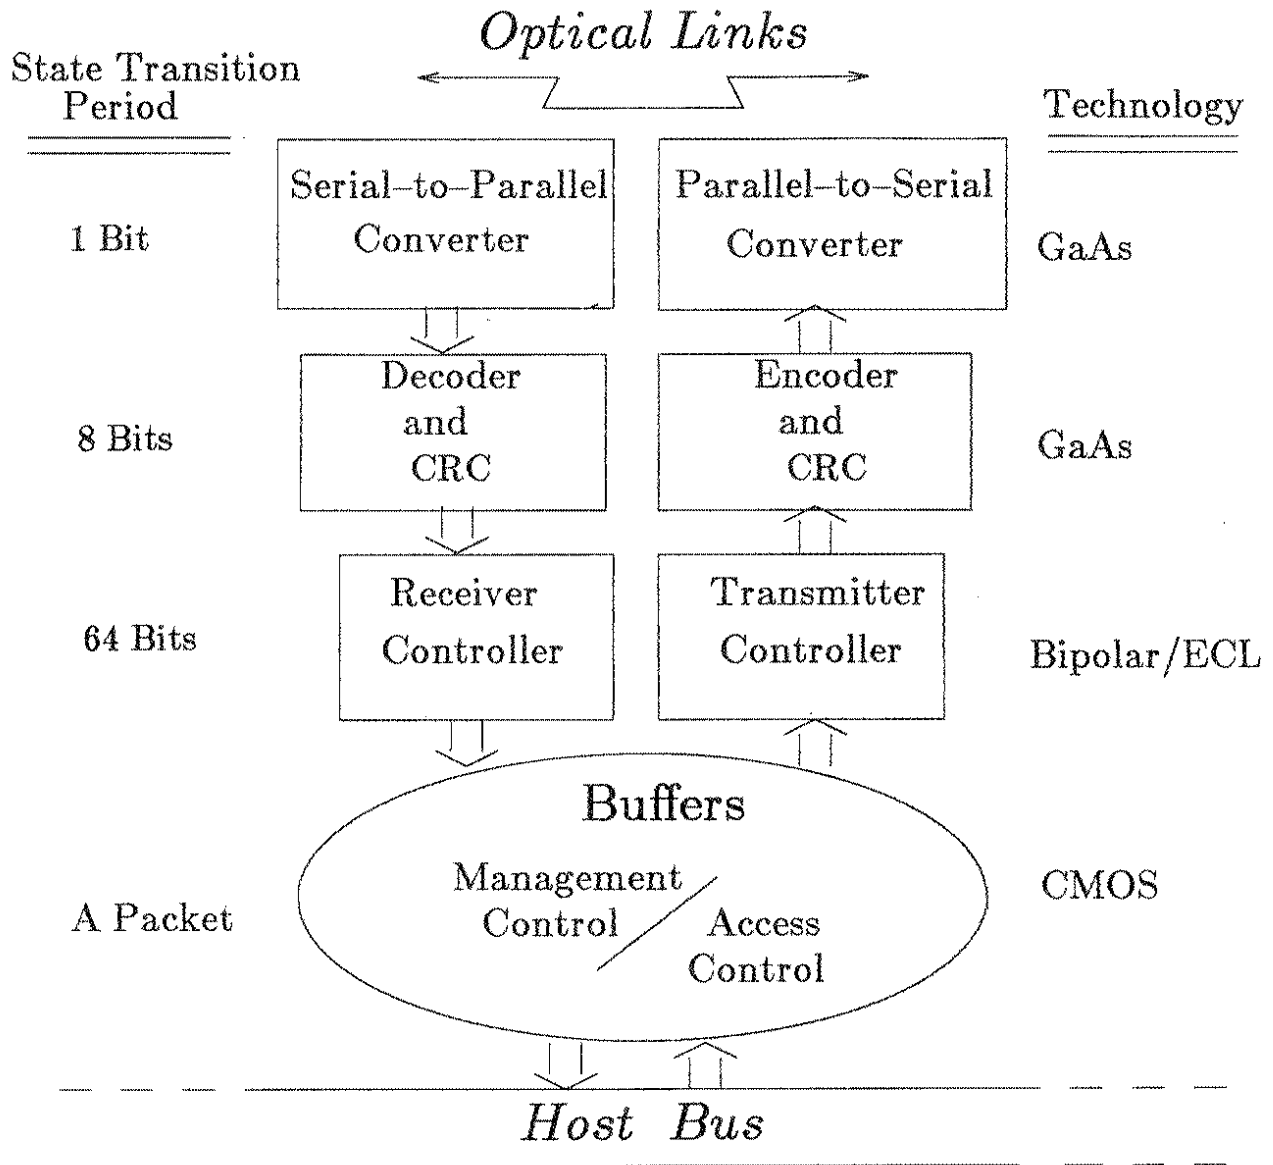 Optical Links
State Transition
Period
Technology
Serial–to–Parallel
Converter
Parallel–to–Serial
Converter
1 Bit
GaAs
Decoder
and
CRC
Encoder
and
CRC
8 Bits
GaAs
Receiver
Controller
Transmitter
Controller
64 Bits
Bipolar/ECL
Buffers
Management
Control
Access
Control
A Packet
CMOS
Host Bus